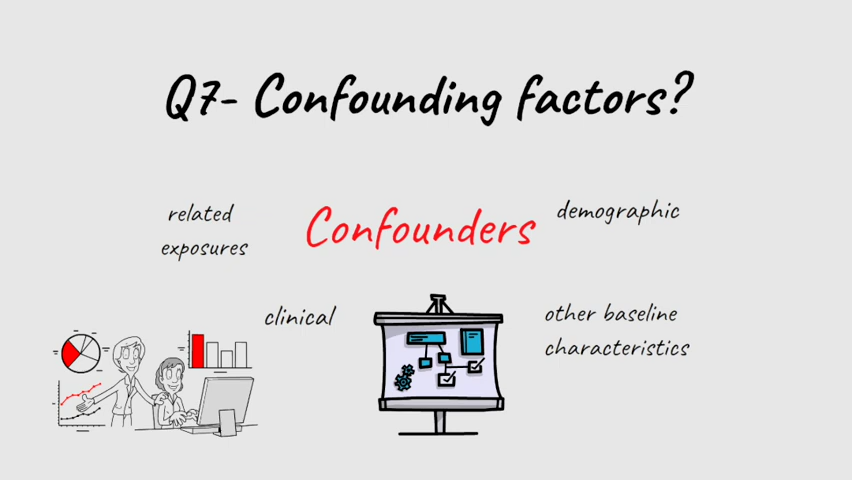 Q7- Confounding factors?
related
exposures
Confounders
demographic
clinical
other baseline
characteristics